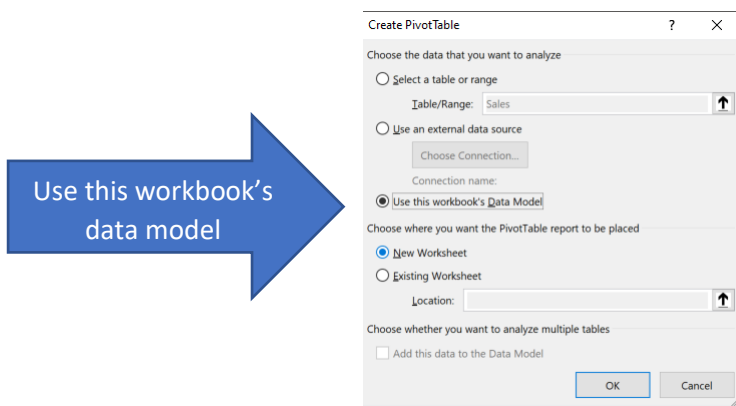 Use this workbook’s
data model
Create PivotTable ? ×
Choose the data that you want to analyze
Select a table or range
Table/Range: Sales
Use an external data source
Choose Connection...
Connection name:
Use this workbook's Data Model
Choose where you want the PivotTable report to be placed
New Worksheet
Existing Worksheet
Location:
Choose whether you want to analyze multiple tables
Add this data to the Data Model
OK Cancel